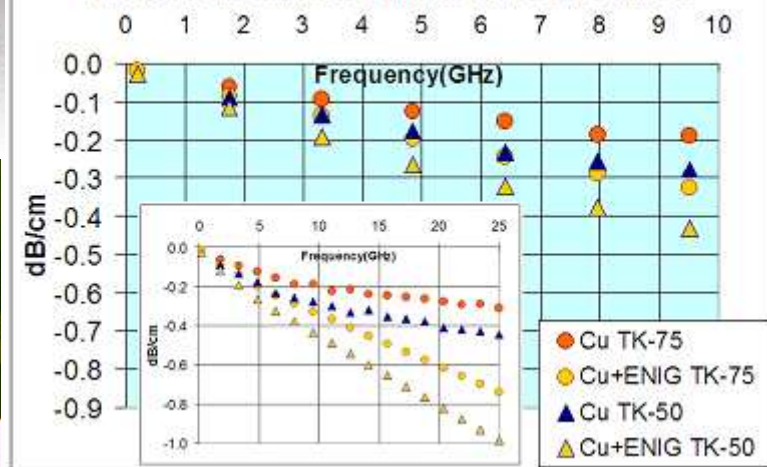 0 1 2 3 4 5 6 7 8 9 10
Frequency(GHz)
0.0
-0.1
-0.2
-0.3
-0.4
-0.5
-0.6
-0.7
-0.8
-0.9
dB/cm
0 5 10 15 20 25
Frequency(GHz)
0.0
-0.2
-0.4
-0.6
-0.8
-1.0
dB/cm
Cu TK-75
Cu+ENIG TK-75
Cu TK-50
Cu+ENIG TK-50